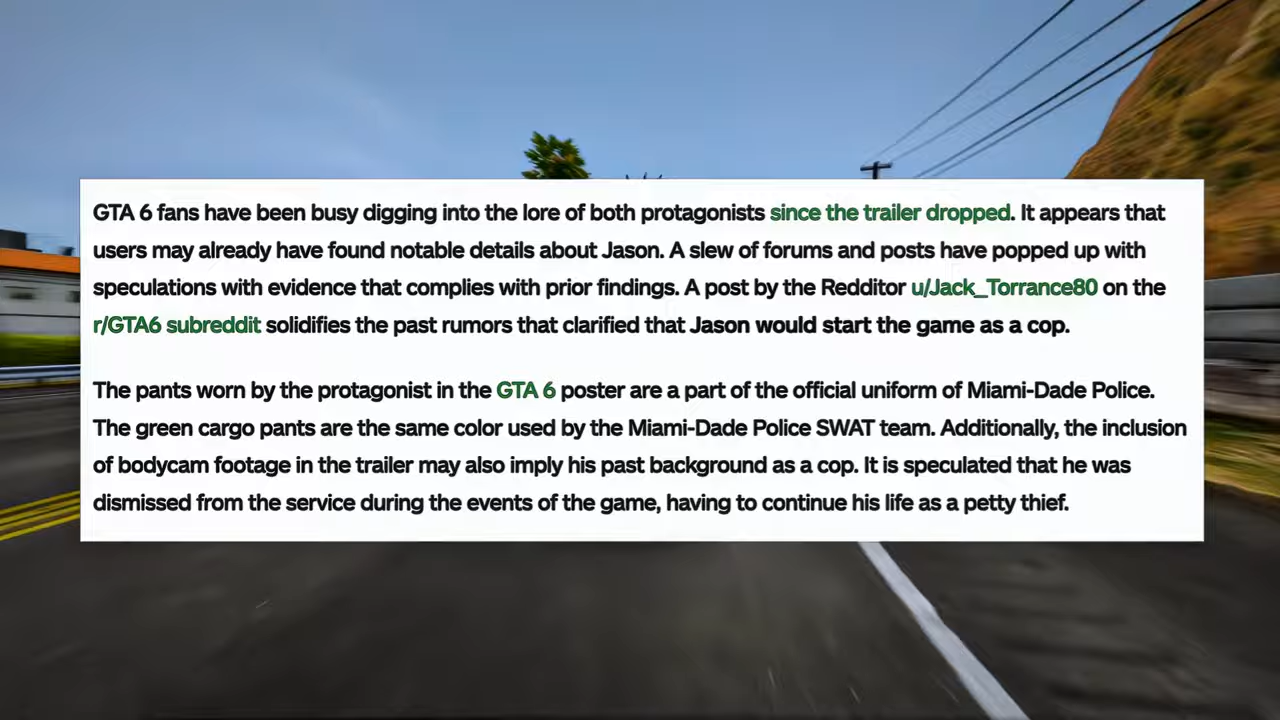 GTA 6 fans have been busy digging into the lore of both protagonists since the trailer dropped. It appears that
users may already have found notable details about Jason. A slew of forums and posts have popped up with
speculations with evidence that complies with prior findings. A post by the Redditor u/Jack_Torrance80 on the
r/GTA6 subreddit solidifies the past rumors that clarified that Jason would start the game as a cop.
The pants worn by the protagonist in the GTA 6 poster are a part of the official uniform of Miami-Dade Police.
The green cargo pants are the same color used by the Miami-Dade Police SWAT team. Additionally, the inclusion
of bodycam footage in the trailer may also imply his past background as a cop. It is speculated that he was
dismissed from the service during the events of the game, having to continue his life as a petty thief.